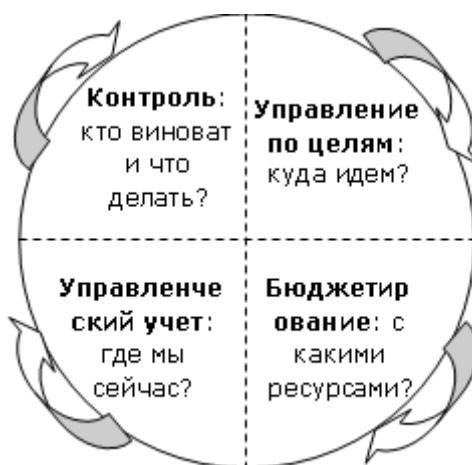 Контроль:
кто виноват
и что
делать?
Управление
по целям:
куда идем?
Управленче
ский учет:
где мы
сейчас?
Бюджетир
ование: с
какими
ресурсами?